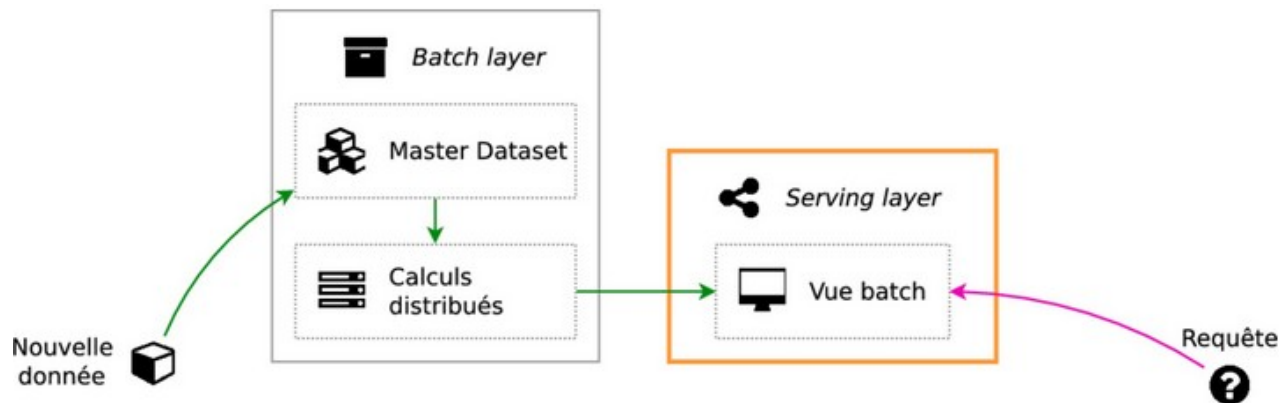 Batch layer
Master Dataset
Calculs
distribués
Serving layer
Vue batch
Nouvelle
donnée
Requête
?